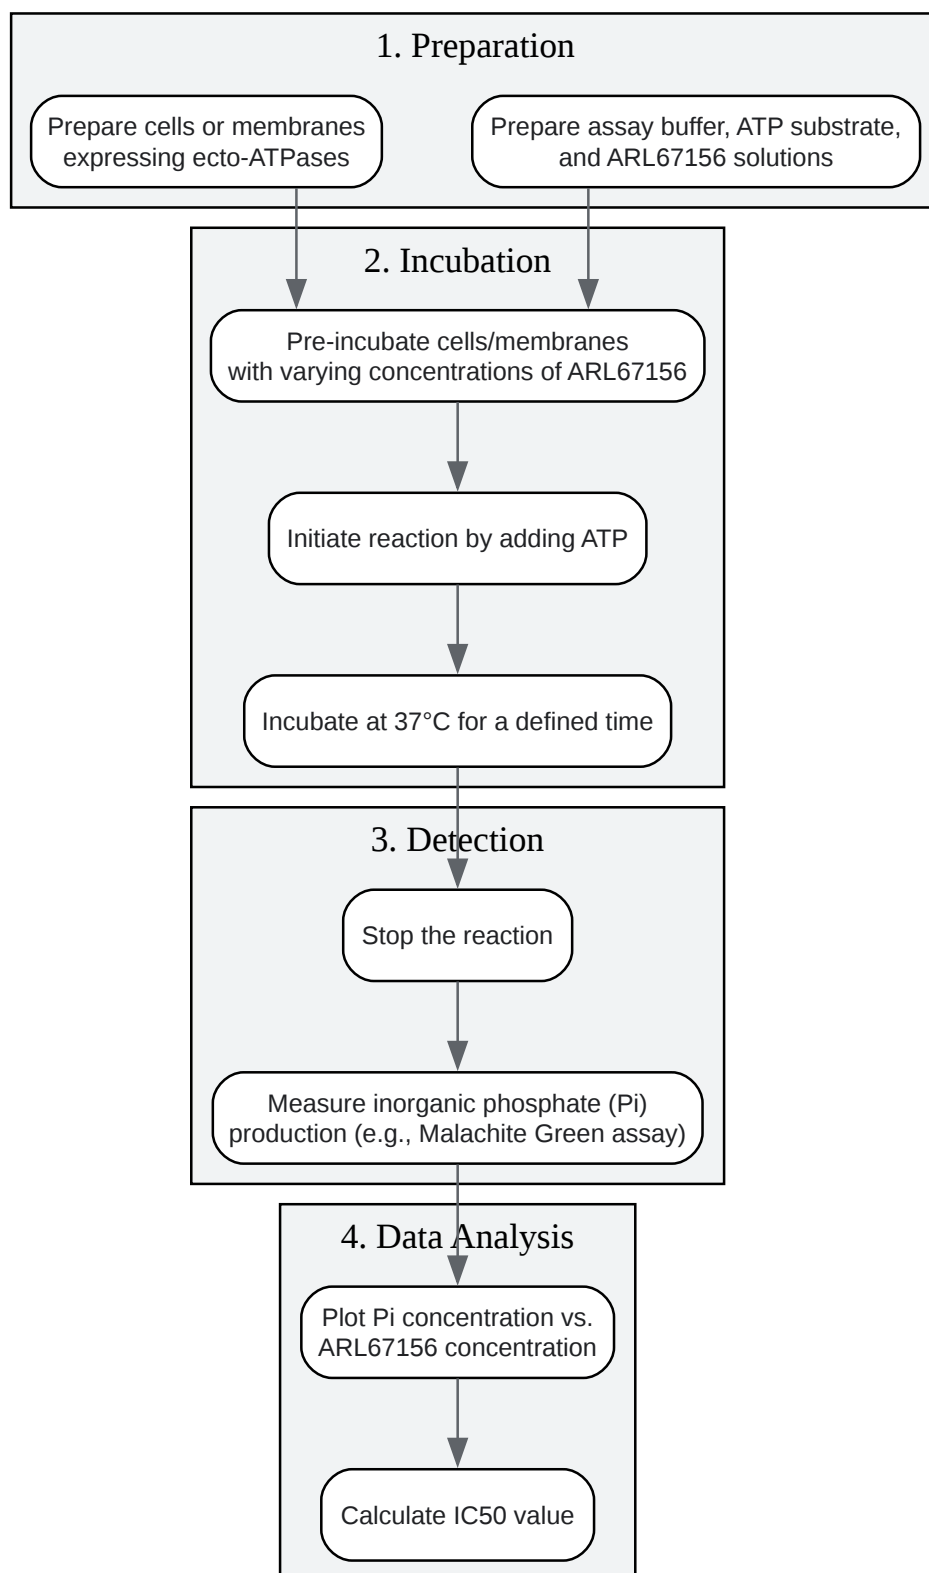 1. Preparation
Prepare cells or membranes
expressing ecto-ATPases
Prepare assay buffer, ATP substrate,
and ARL67156 solutions
2. Incubation
Pre-incubate cells/membranes
with varying concentrations of ARL67156
Initiate reaction by adding ATP
Incubate at 37°C for a defined time
3. Detection
Stop the reaction
Measure inorganic phosphate (Pi)
production (e.g., Malachite Green assay)
4. Data Analysis
Plot Pi concentration vs.
ARL67156 concentration
Calculate IC50 value